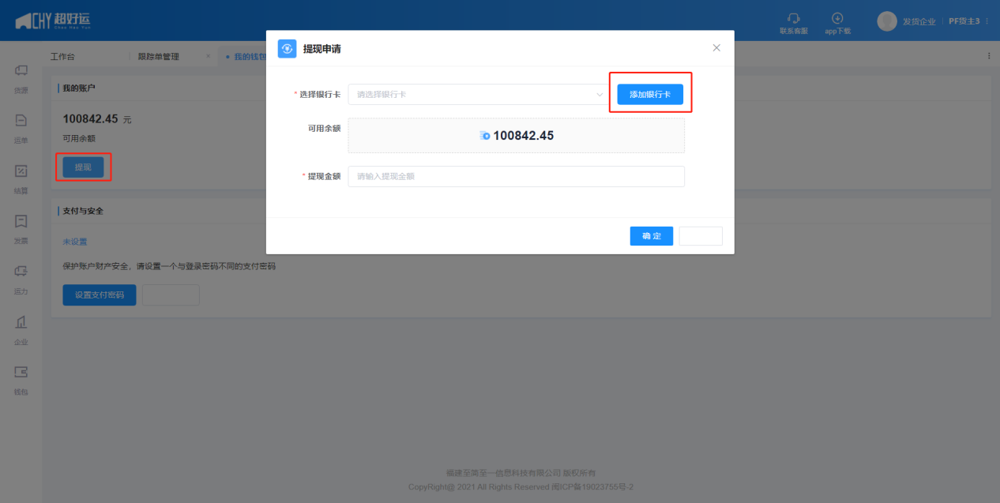 CHY 超好运
Chao Hao Yun
联系客服
app下载
发货企业
PF货主3
工作台
跟踪单管理
我的钱包
货源
运单
结算
发票
运力
企业
钱包
我的账户
100842.45 元
可用余额
提现
支付与安全
未设置
保护账户财产安全，请设置一个与登录密码不同的支付密码
设置支付密码
提现申请
* 选择银行卡
请选择银行卡
添加银行卡
可用余额
100842.45
* 提现金额
请输入提现金额
确 定
福建至简至一信息科技有限公司 版权所有
CopyRight@ 2021 All Rights Reserved 闽ICP备19023755号-2